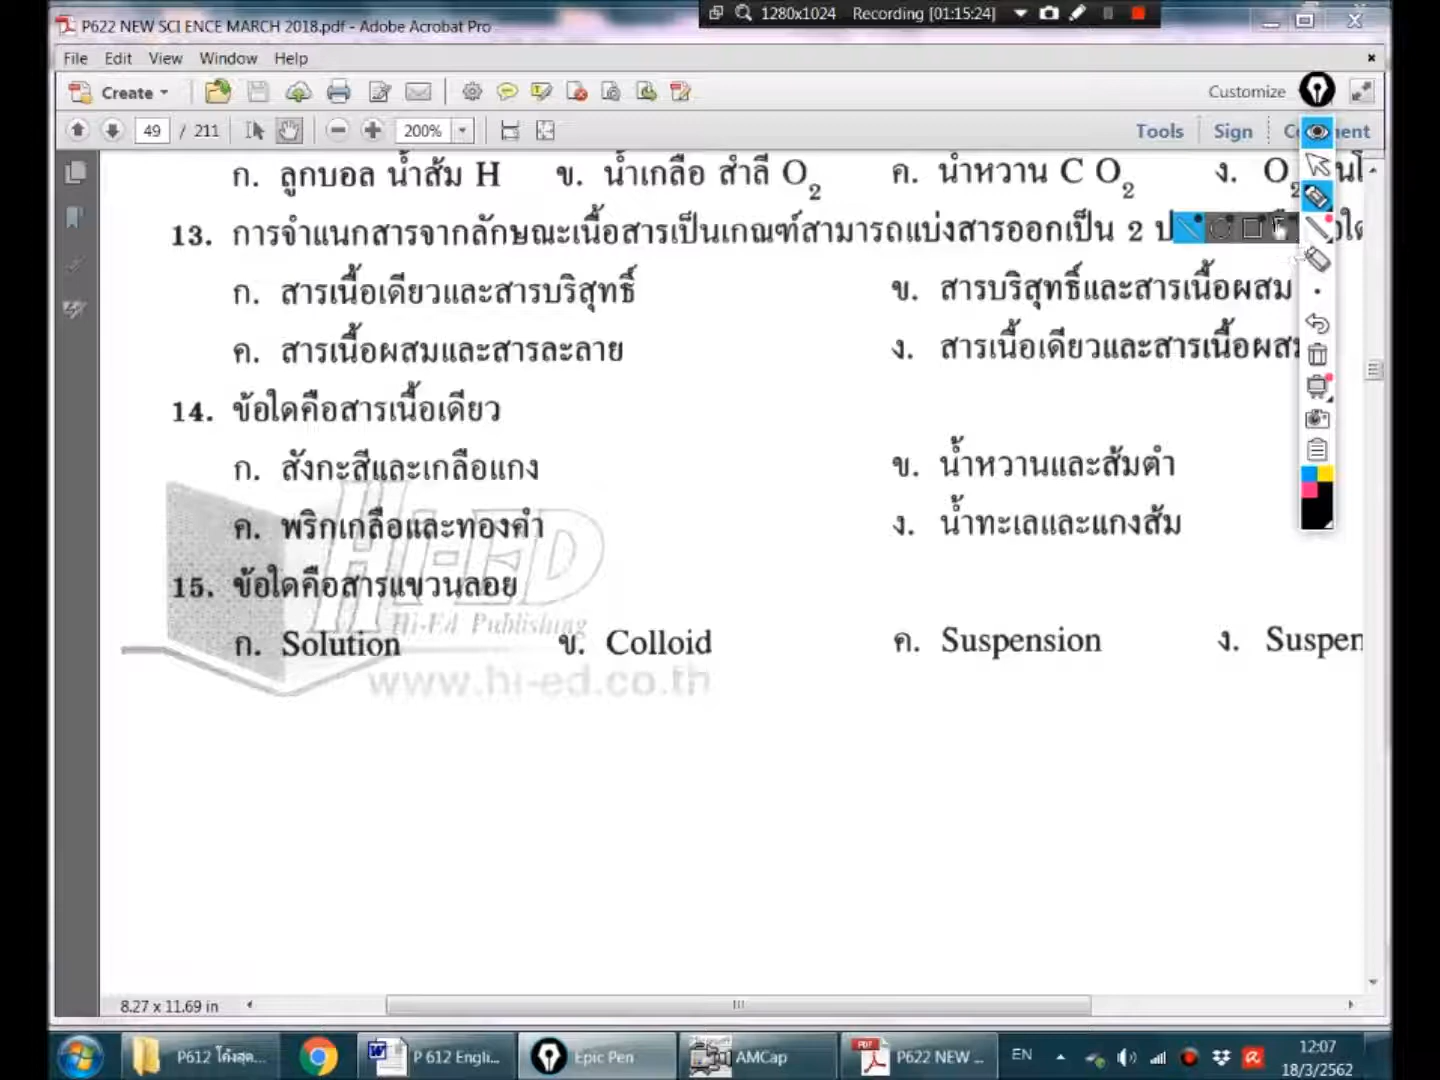 P622 NEW SCI ENCE MARCH 2018.pdf - Adobe Acrobat Pro
1280x1024 Recording [01:15:24]
File Edit View Window Help
Create Customize
49 / 211 200% Tools Sign
ก. ลูกบอล น้ำส้ม H ข. น้ำเกลือ สำลี O2 ค. น้ำหวาน C O2 ง. O2
13. การจำแนกสารจากลักษณะเนื้อสารเป็นเกณฑ์สามารถแบ่งสารออกเป็น 2
ก. สารเนื้อเดียวและสารบริสุทธิ์ ข. สารบริสุทธิ์และสารเนื้อผสม
ค. สารเนื้อผสมและสารละลาย ง. สารเนื้อเดียวและสารเนื้อผส
14. ข้อใดคือสารเนื้อเดียว
ก. สังกะสีและเกลือแกง ข. น้ำหวานและส้มตำ
ค. พริกเกลือและทองคำ ง. น้ำทะเลและแกงส้ม
15. ข้อใดคือสารแขวนลอย
ก. Solution ข. Colloid ค. Suspension ง. Suspen
Hi-ED
Hi-Ed Publishing
www.hi-ed.co.th
8.27 x 11.69 in
P612 โค้งสุด... P 612 Engli... Epic Pen AMCap P622 NEW ... EN 12:07
18/3/2562